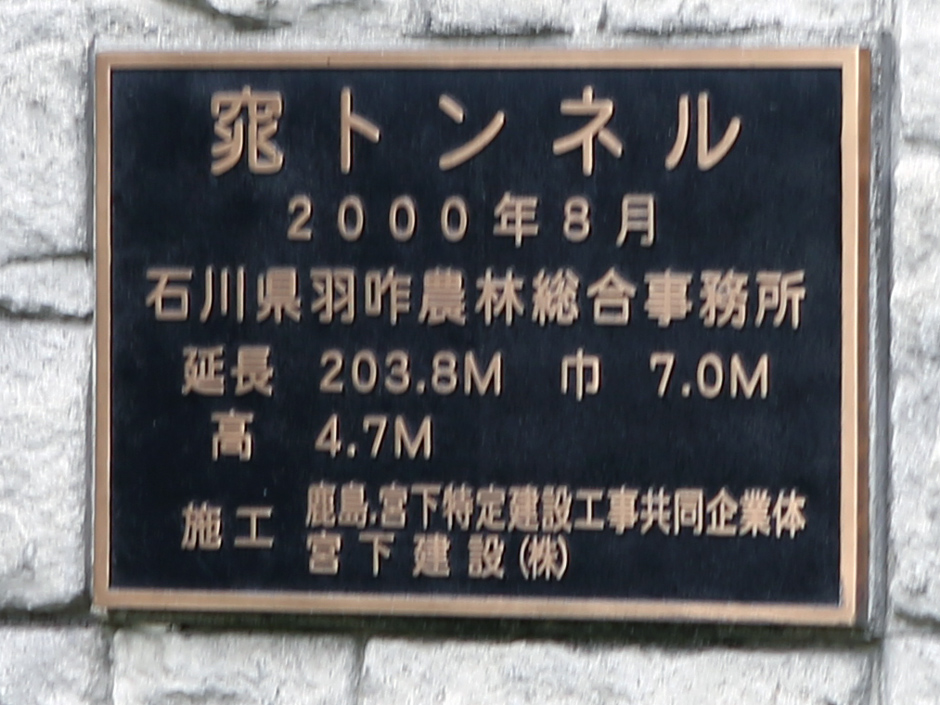 窕トンネル
2000年8月
石川県羽咋農林総合事務所
延長 203.8M 巾 7.0M
高 4.7M
施工 鹿島.宮下特定建設工事共同企業体
宮下建設(株)